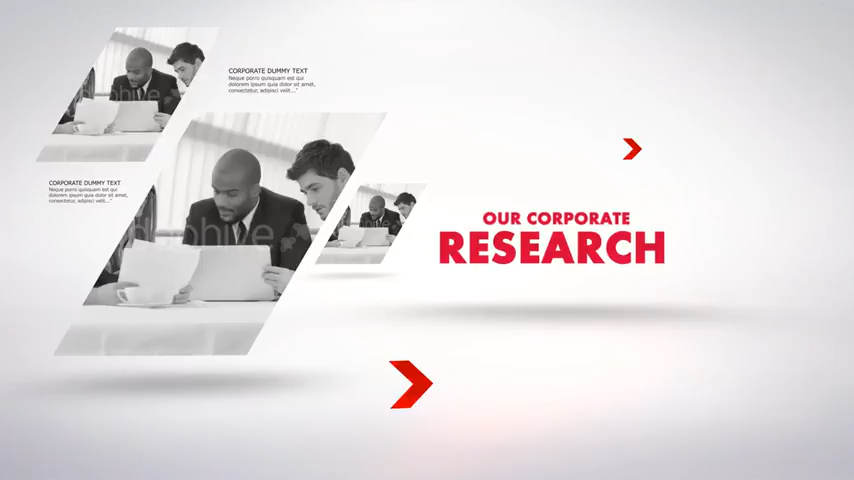 CORPORATE DUMMY TEXT
Neque porro quisquam est qui
dolorem ipsum quia dolor sit amet,
consectetur, adipisci velit..."
CORPORATE DUMMY TEXT
Neque porro quisquam est qui
dolorem ipsum quia dolor sit amet,
consectetur, adipisci velit..."
OUR CORPORATE
RESEARCH